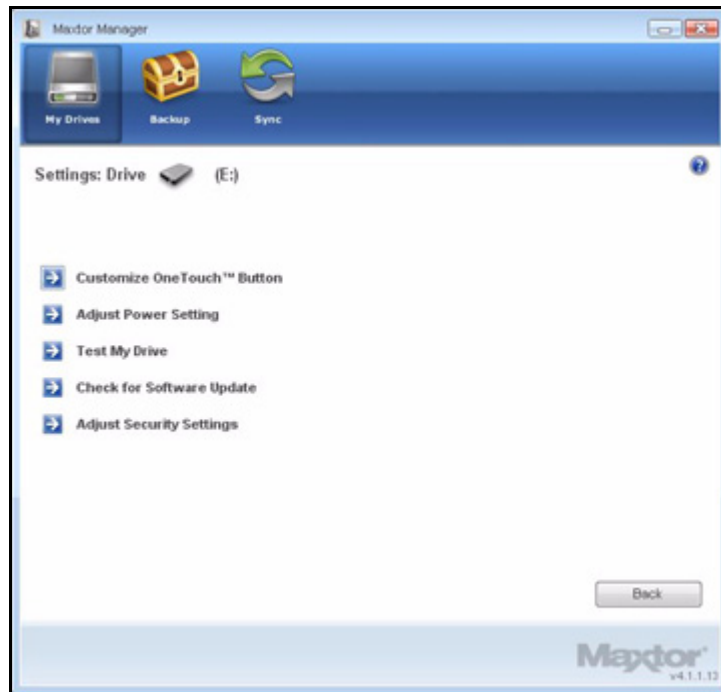 Maxdor Manager
My Drives
Backup
Sync
Settings: Drive (E:)
Customize OneTouch™ Button
Adjust Power Setting
Test My Drive
Check for Software Update
Adjust Security Settings
Back
Maxtor
v4.1.1.13